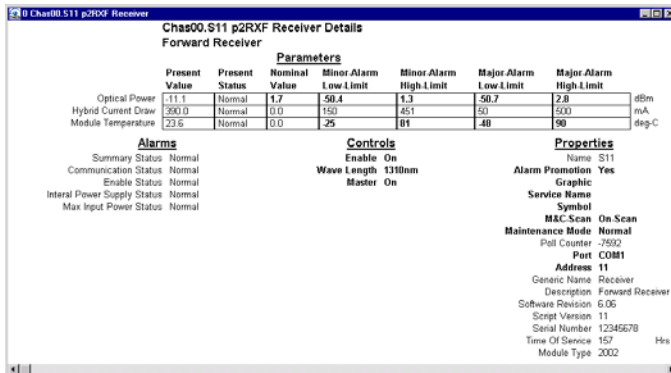 0 Chas00.S11 p2RXF Receiver
Chas00.S11 p2RXF Receiver Details
Forward Receiver
Parameters
Present Value Present Status Nominal Value Minor-Alarm Low-Limit Minor-Alarm High-Limit Major-Alarm Low-Limit Major-Alarm High-Limit
Optical Power -11.1 Normal 1.7 -50.4 1.3 -50.7 2.8 dBm
Hybrid Current Draw 390.0 Normal 0.0 150 451 50 500 mA
Module Temperature 23.6 Normal 0.0 -25 81 -48 90 deg-C
Alarms
Summary Status Normal
Communication Status Normal
Enable Status Normal
Interal Power Supply Status Normal
Max Input Power Status Normal
Controls
Enable On
Wave Length 1310nm
Master On
Properties
Name S11
Alarm Promotion Yes
Graphic
Service Name
Symbol
M&C-Scan On-Scan
Maintenance Mode Normal
Poll Counter -7592
Port COM1
Address 11
Generic Name Receiver
Description Forward Receiver
Software Revision 6.06
Script Version 11
Serial Number 12345678
Time Of Service 157 Hrs
Module Type 2002